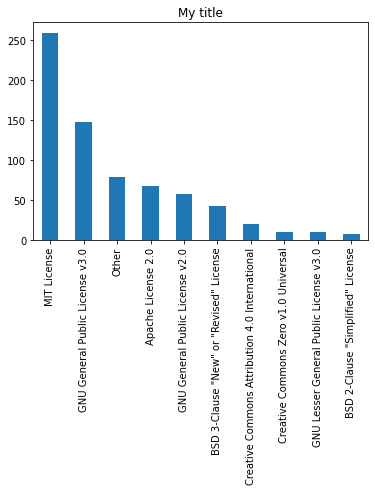 My title
250
200
150
100
50
0
MIT License
GNU General Public License v3.0
Other
Apache License 2.0
GNU General Public License v2.0
BSD 3-Clause "New" or "Revised" License
Creative Commons Attribution 4.0 International
Creative Commons Zero v1.0 Universal
GNU Lesser General Public License v3.0
BSD 2-Clause "Simplified" License